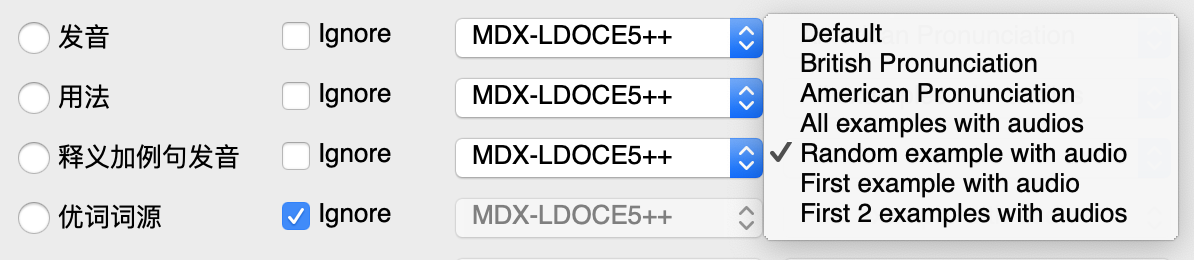 发音 Ignore MDX-LDOCE5++
用法 Ignore MDX-LDOCE5++
释义加例句发音 Ignore MDX-LDOCE5++
优词词源 Ignore MDX-LDOCE5++
Default
British Pronunciation
American Pronunciation
All examples with audios
Random example with audio
First example with audio
First 2 examples with audios